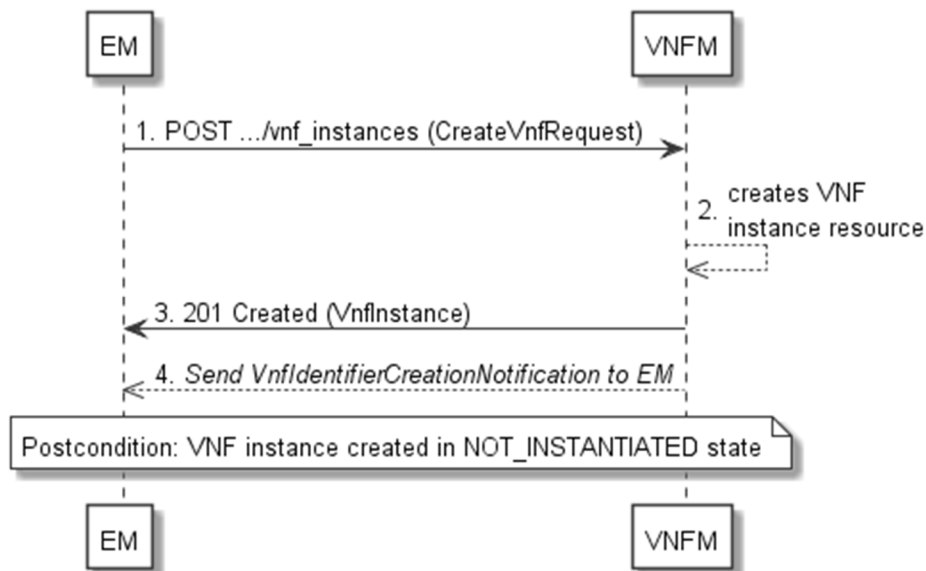 EM VNFM
1. POST .../vnf_instances (CreateVnfRequest)
2. creates VNF
instance resource
3. 201 Created (VnfInstance)
4. Send VnfIdentifierCreationNotification to EM
Postcondition: VNF instance created in NOT_INSTANTIATED state
EM VNFM